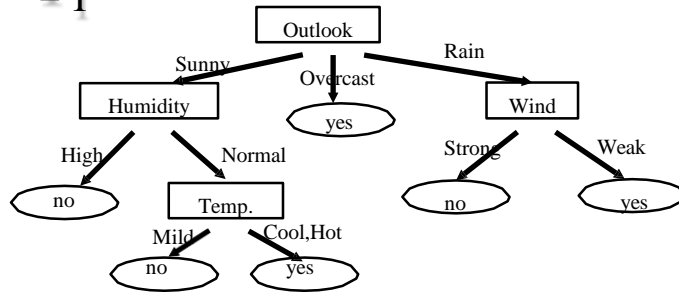 Outlook
Sunny
Overcast
Rain
Humidity
yes
Wind
High
Normal
Strong
Weak
no
Temp.
no
yes
Mild
Cool,Hot
no
yes